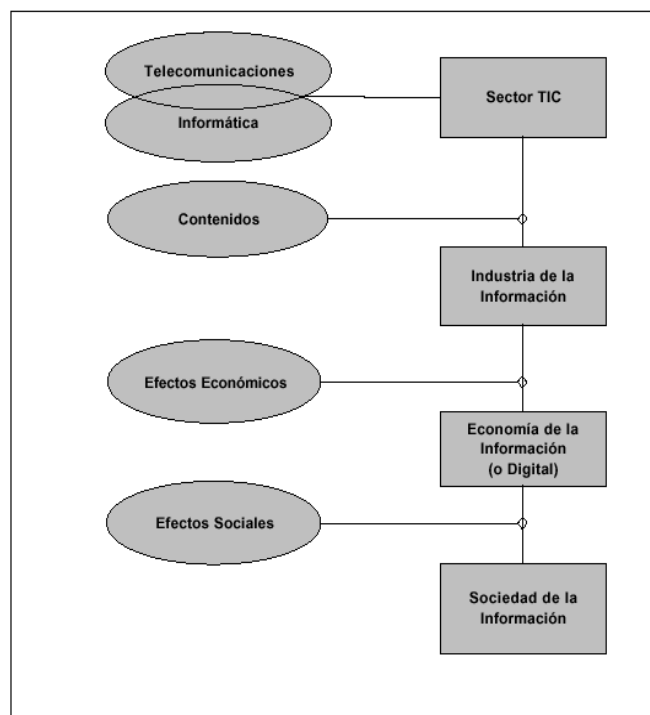 Telecomunicaciones
Sector TIC
Informática
Contenidos
Industria de la
Información
Efectos Económicos
Economía de la
Información
(o Digital)
Efectos Sociales
Sociedad de la
Información